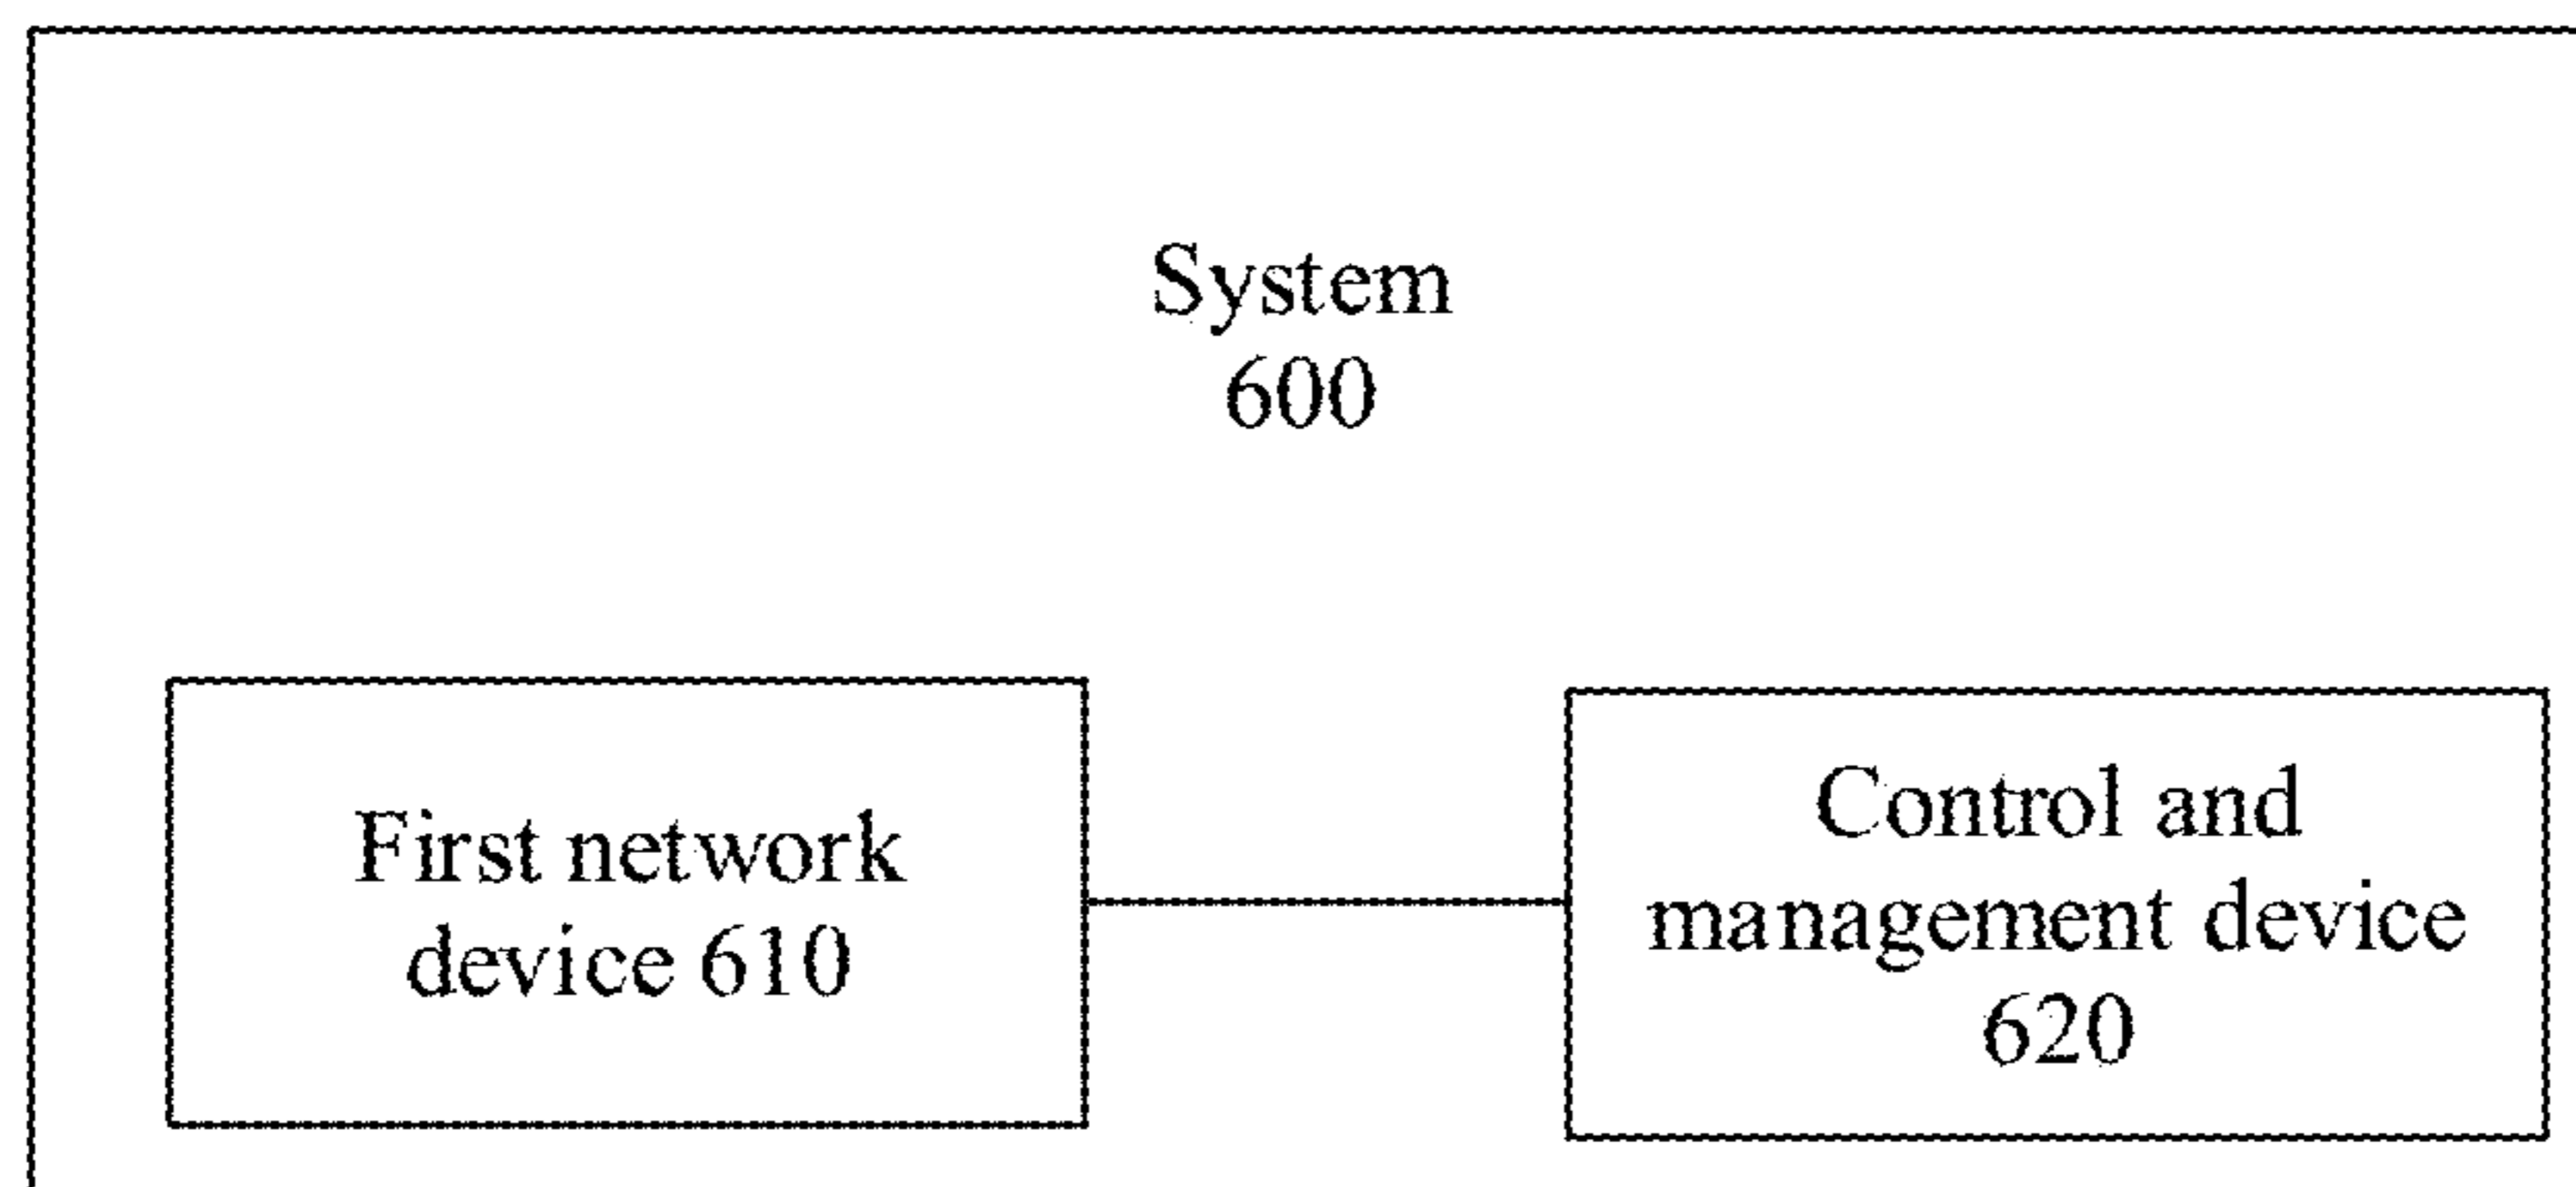 System
600
First network
device 610
Control and
management device
620